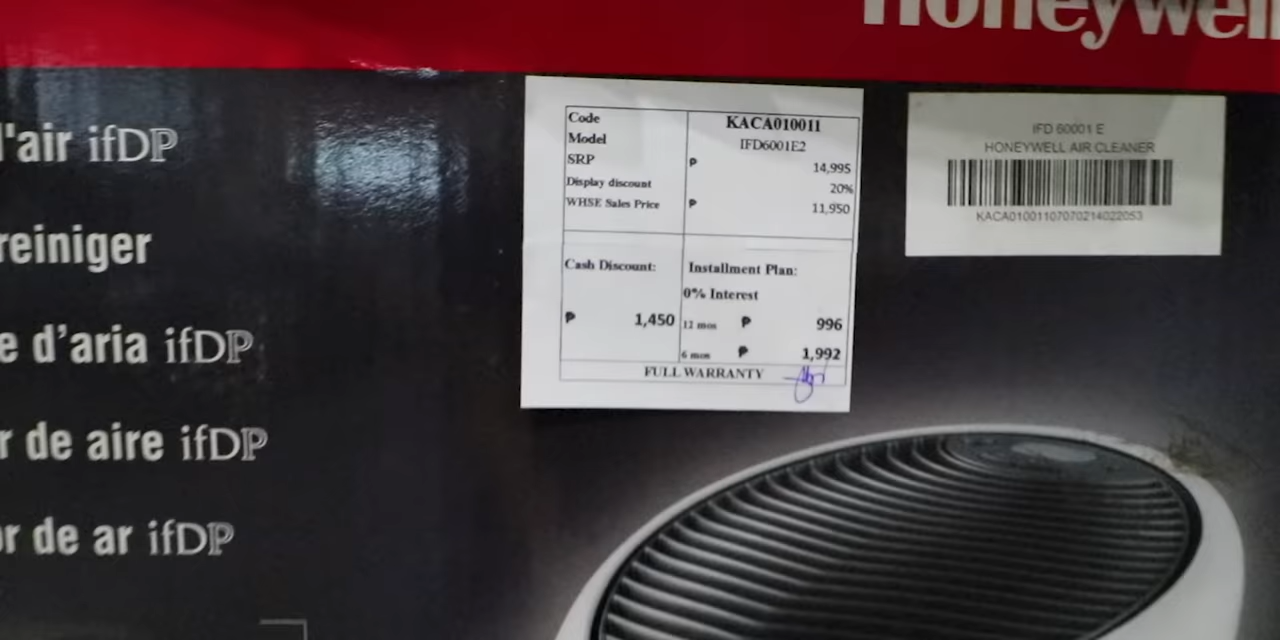 Honeywell
l'air ifDP
reiniger
e d'aria ifDP
r de aire ifDP
or de ar ifDP
Code KACA010011
Model IFD6001E2
SRP ₱ 14,995
Display discount 20%
WHSE Sales Price ₱ 11,950
Cash Discount: Installment Plan:
0% Interest
₱ 1,450 12 mos ₱ 996
6 mos ₱ 1,992
FULL WARRANTY
IFD 60001 E
HONEYWELL AIR CLEANER
KACA01001107070214022053